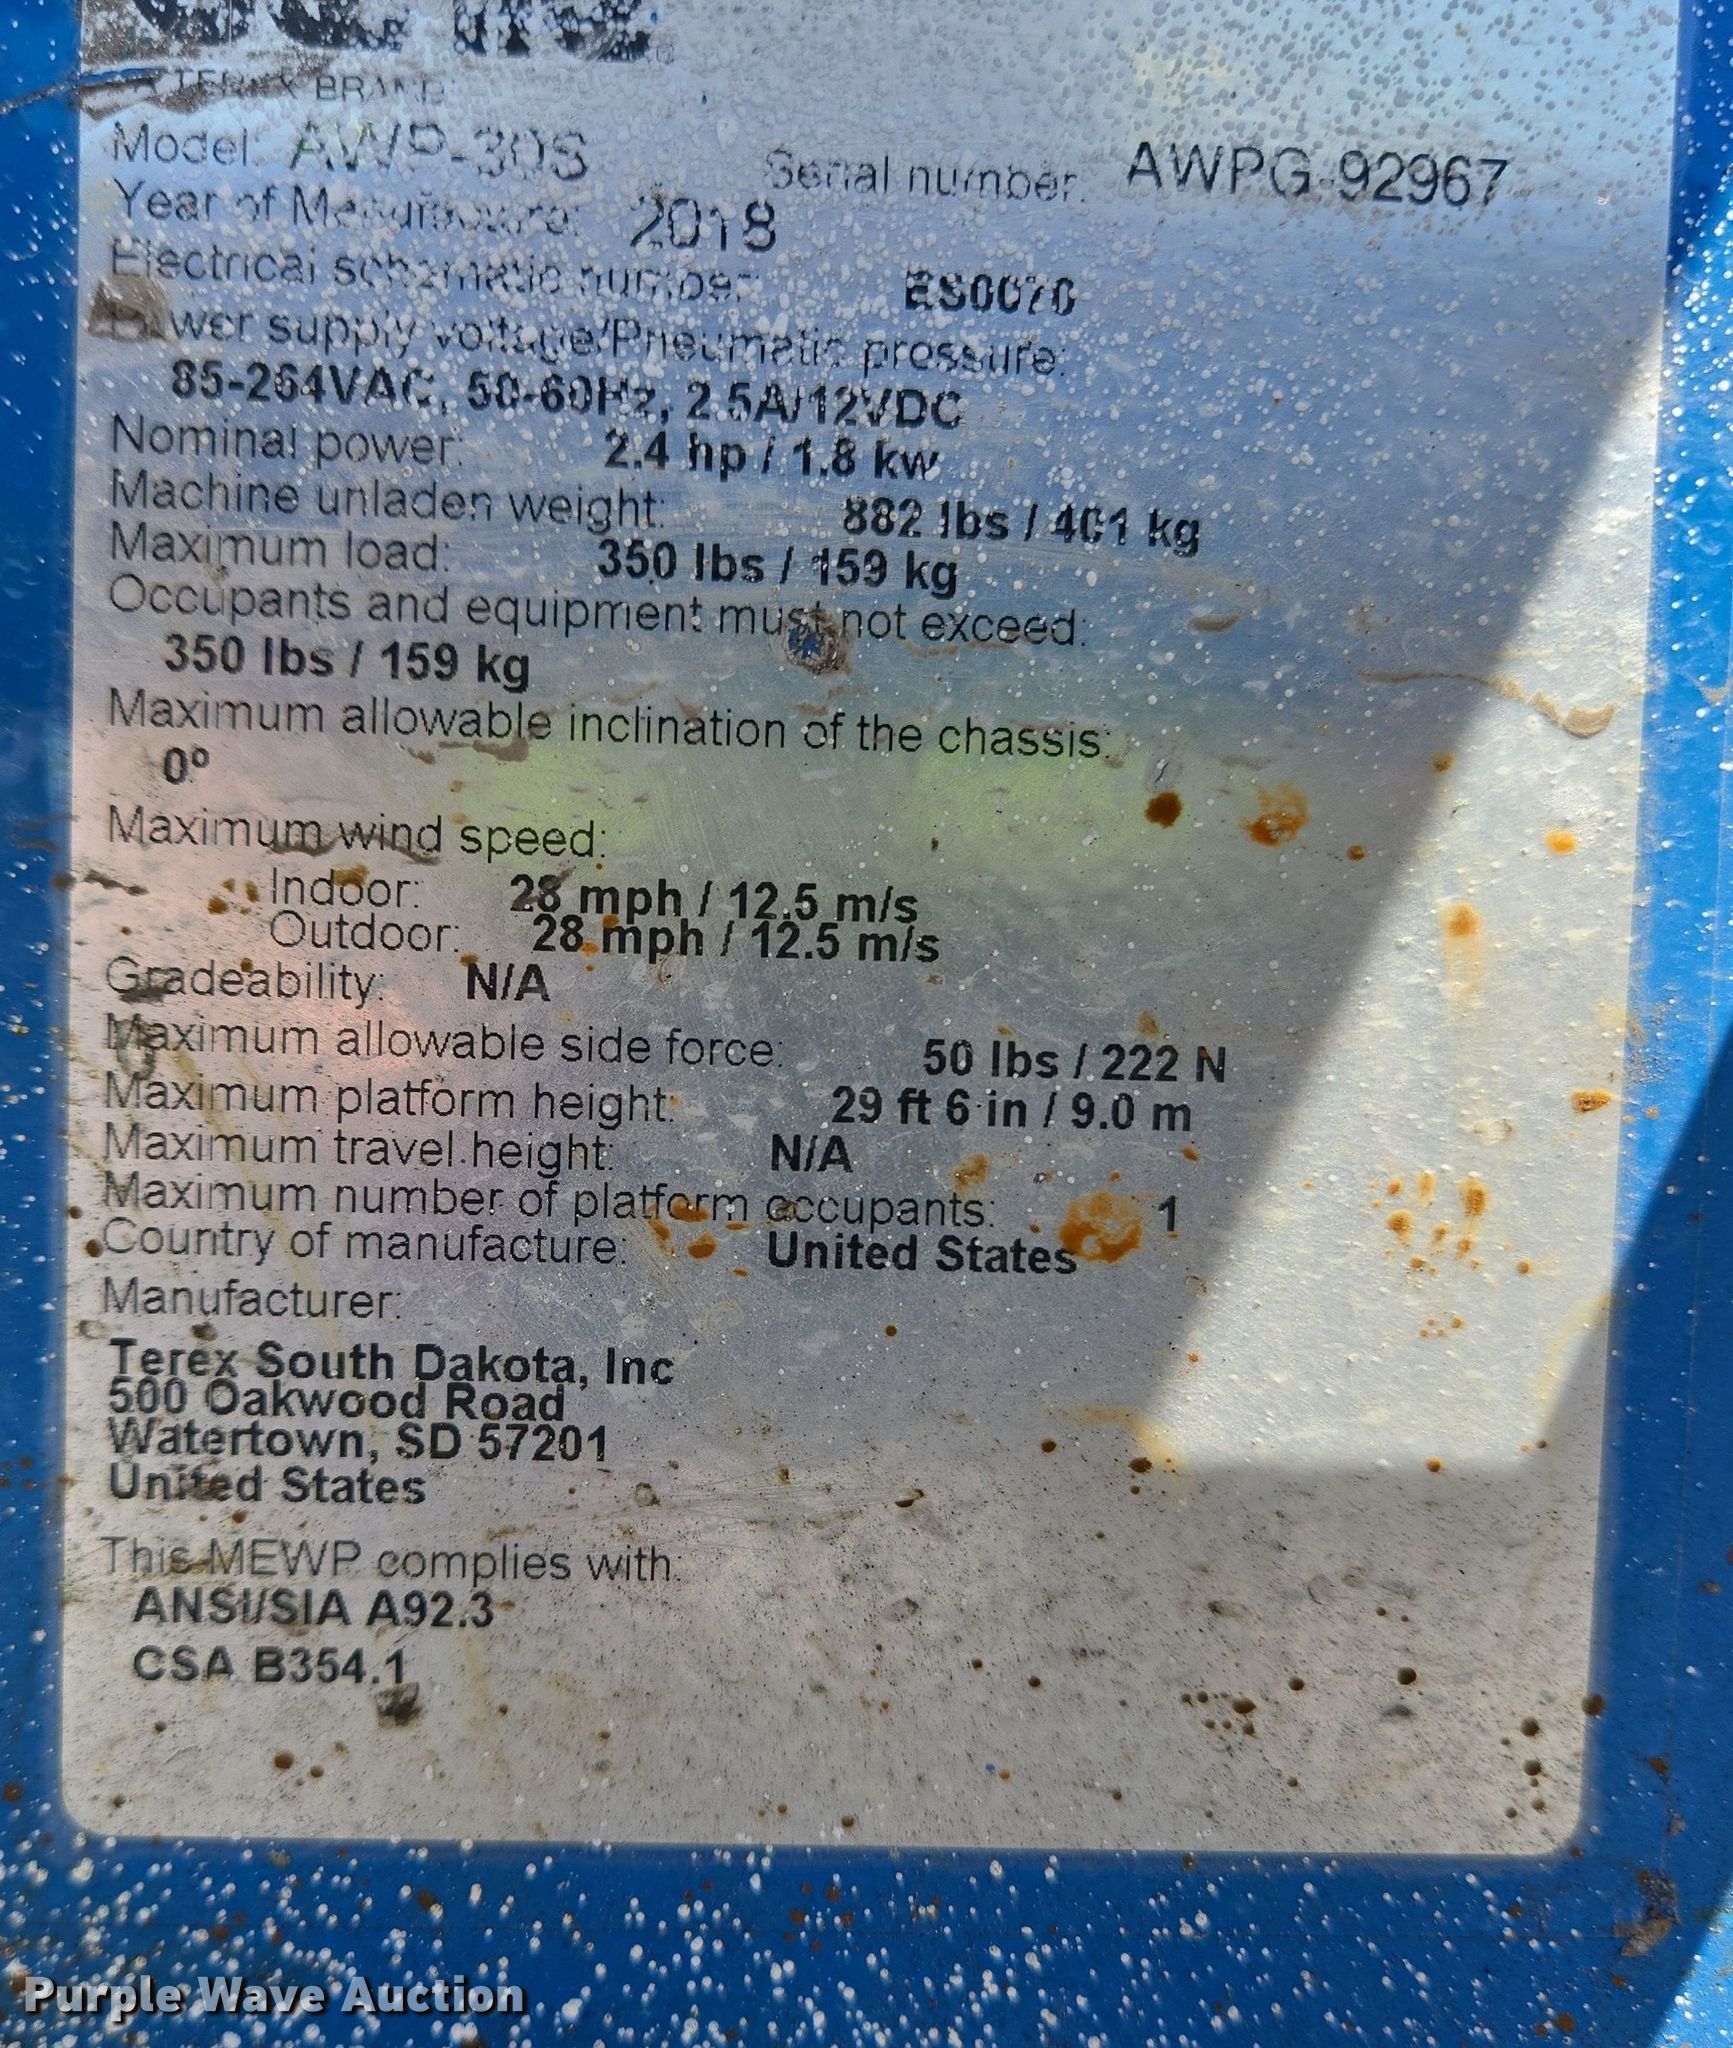 A TEREX BRAND
Model: AWP-30S Serial number: AWPG-92967
Year of Manufacture: 2018
Electrical schematic number:
Power supply voltage/Pneumatic pressure:
85-264VAC, 50-60Hz, 2.5A/12VDC
Nominal power: 2.4 hp / 1.8 kw
Machine unladen weight: 882 lbs / 401 kg
Maximum load: 350 lbs / 159 kg
Occupants and equipment must not exceed:
350 lbs / 159 kg
Maximum allowable inclination of the chassis:
0°
Maximum wind speed:
Indoor: 28 mph / 12.5 m/s
Outdoor: 28 mph / 12.5 m/s
Gradeability: N/A
Maximum allowable side force: 50 lbs / 222 N
Maximum platform height: 29 ft 6 in / 9.0 m
Maximum travel height: N/A
Maximum number of platform occupants: 1
Country of manufacture: United States
Manufacturer:
Terex South Dakota, Inc
500 Oakwood Road
Watertown, SD 57201
United States
This MEWP complies with:
ANSI/SIA A92.3
CSA B354.1
Purple Wave Auction